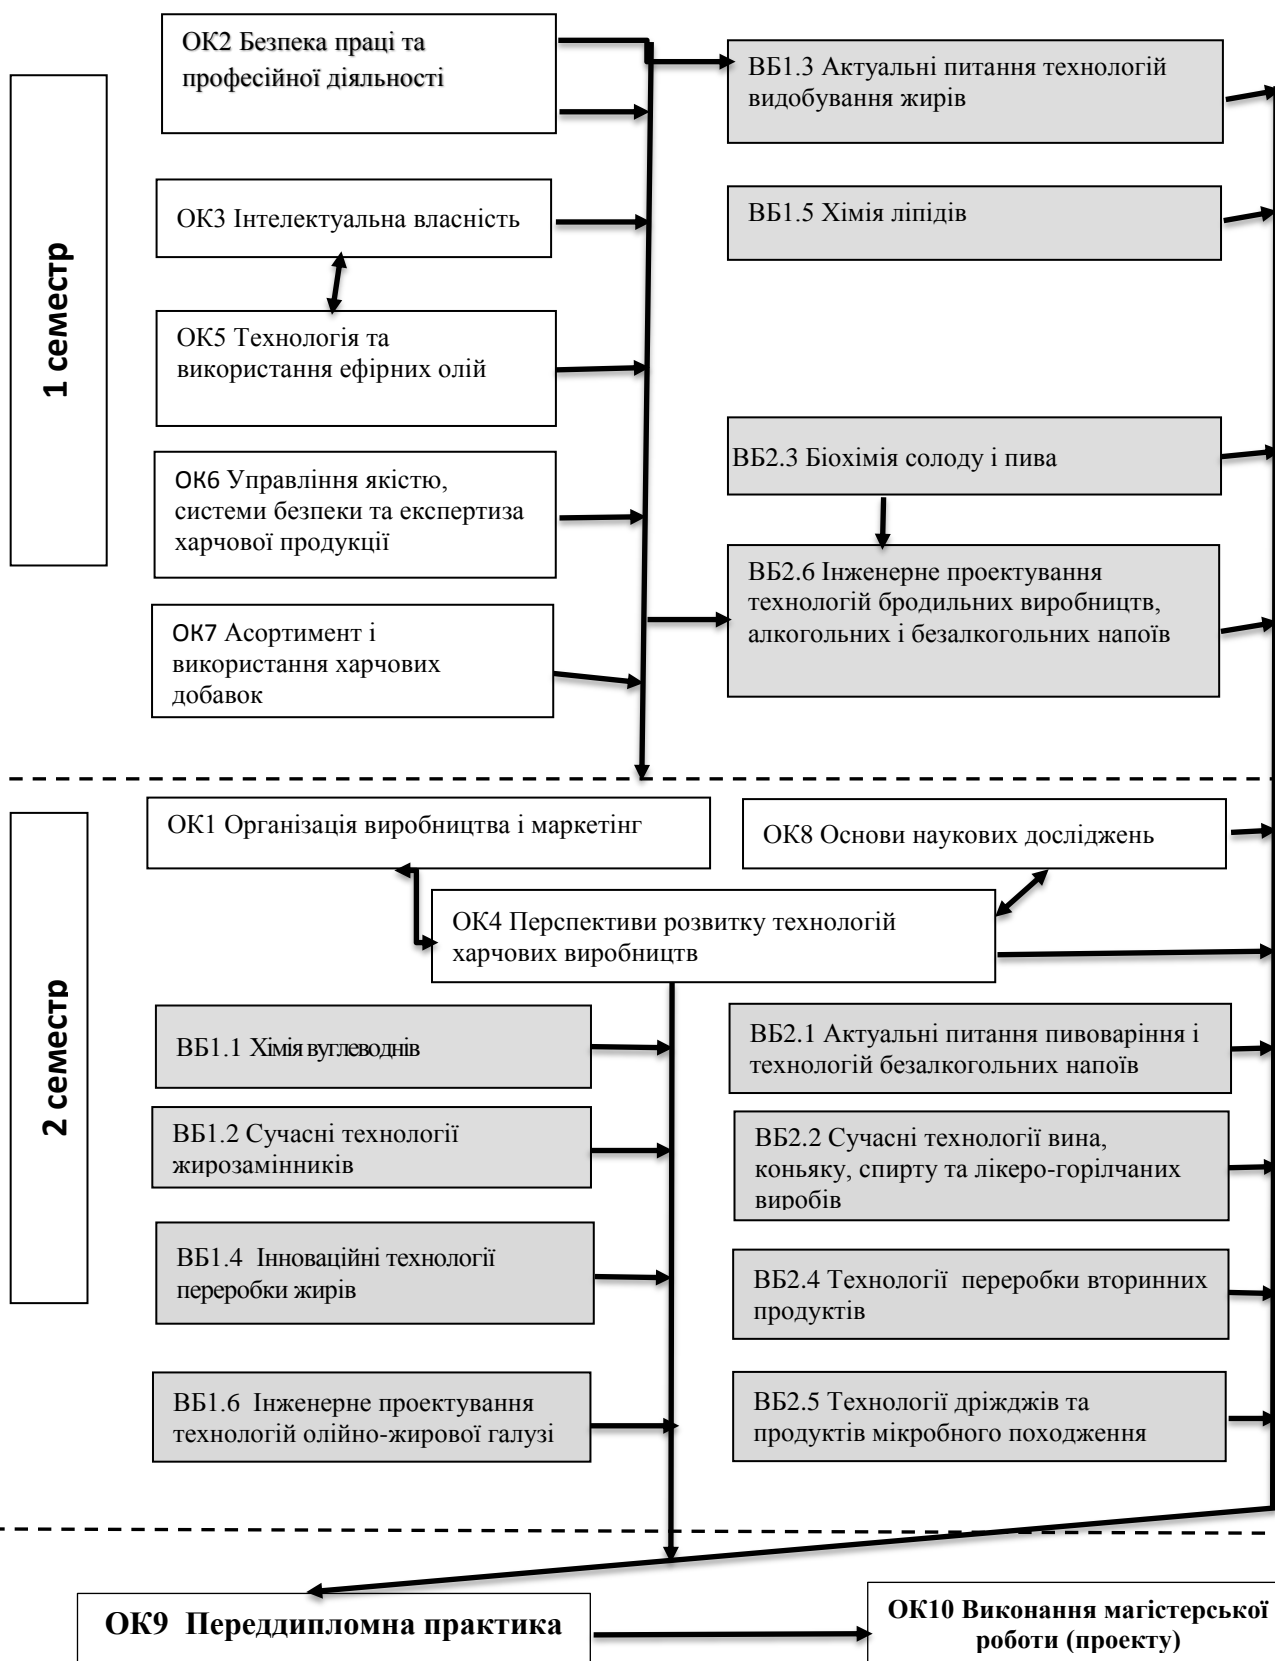 1 семестр
ОК2 Безпека праці та
професійної діяльності
ОК3 Інтелектуальна власність
ОК5 Технологія та
використання ефірних олій
ОК6 Управління якістю,
системи безпеки та експертиза
харчової продукції
ОК7 Асортимент і
використання харчових
добавок
ВБ1.3 Актуальні питання технологій
видобування жирів
ВБ1.5 Хімія ліпідів
ВБ2.3 Біохімія солоду і пива
ВБ2.6 Інженерне проектування
технологій бродильних виробництв,
алкогольних і безалкогольних напоїв
2 семестр
ОК1 Організація виробництва і маркетінг
ОК8 Основи наукових досліджень
ОК4 Перспективи розвитку технологій
харчових виробництв
ВБ1.1 Хімія вуглеводнів
ВБ1.2 Сучасні технології
жирозамінників
ВБ1.4 Інноваційні технології
переробки жирів
ВБ1.6 Інженерне проектування
технологій олійно-жирової галузі
ВБ2.1 Актуальні питання пивоваріння і
технологій безалкогольних напоїв
ВБ2.2 Сучасні технології вина,
коньяку, спирту та лікеро-горілчаних
виробів
ВБ2.4 Технології переробки вторинних
продуктів
ВБ2.5 Технології дріжджів та
продуктів мікробного походження
ОК9 Переддипломна практика
ОК10 Виконання магістерської
роботи (проекту)